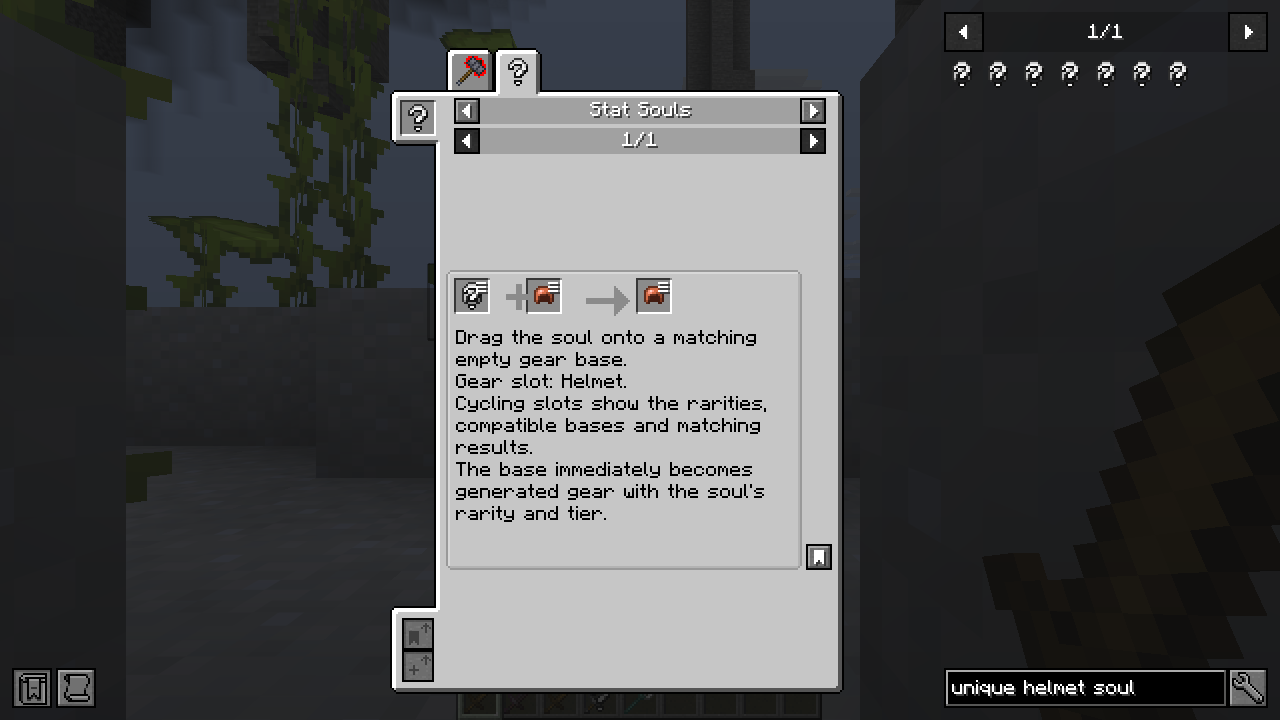 1/1
Stat Souls
1/1
Drag the soul onto a matching
empty gear base.
Gear slot: Helmet.
Cycling slots show the rarities,
compatible bases and matching
results.
The base immediately becomes
generated gear with the soul's
rarity and tier.
unique helmet soul